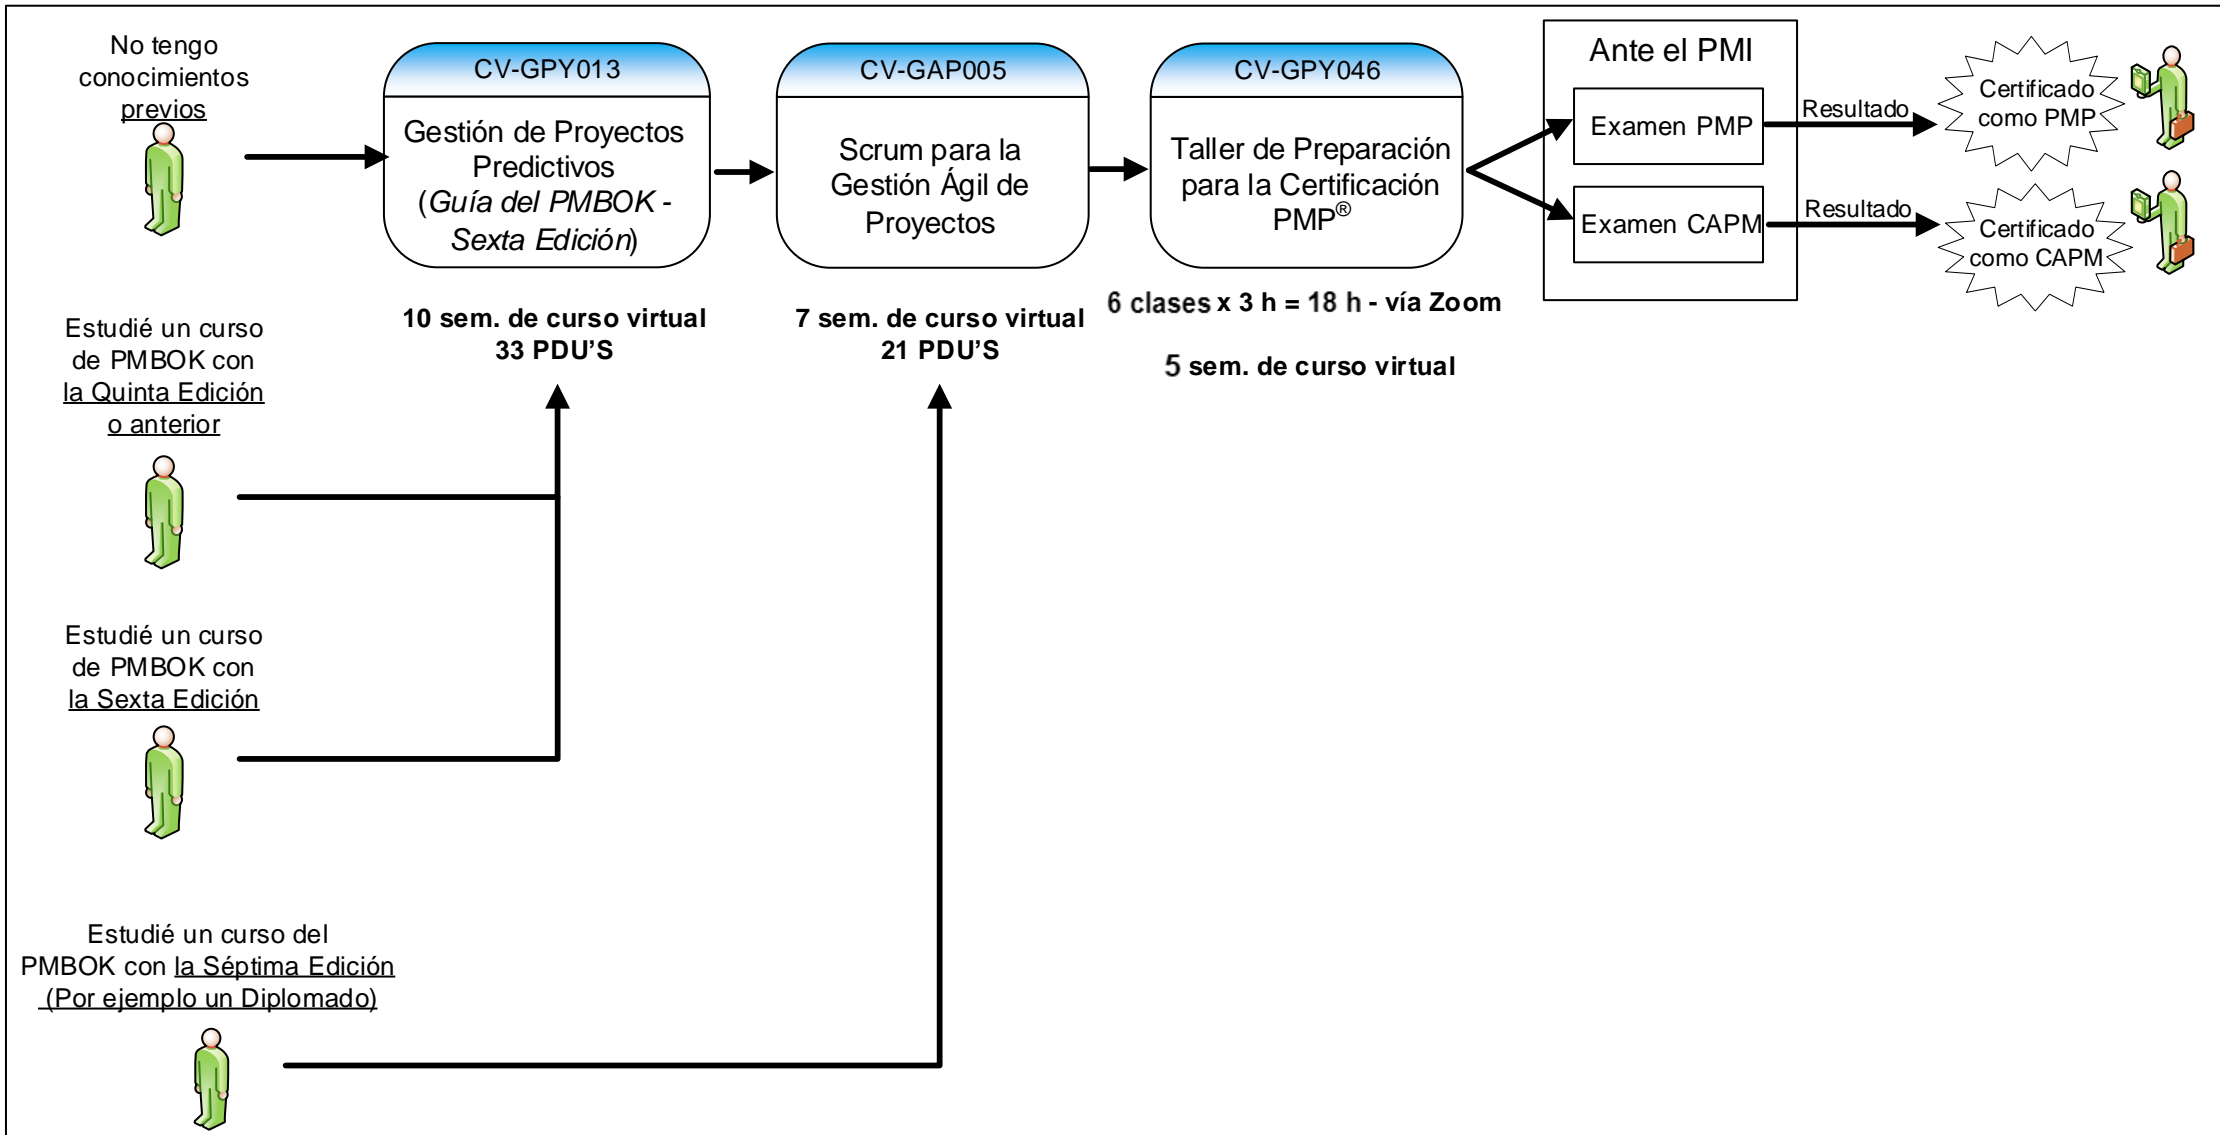 No tengo
conocimientos
previos
CV-GPY013
Gestión de Proyectos
Predictivos
(Guía del PMBOK -
Sexta Edición)
10 sem. de curso virtual
33 PDU'S
CV-GAP005
Scrum para la
Gestión Ágil de
Proyectos
7 sem. de curso virtual
21 PDU'S
CV-GPY046
Taller de Preparación
para la Certificación
PMP®
6 clases x 3 h = 18 h - vía Zoom
5 sem. de curso virtual
Ante el PMI
Examen PMP
Resultado
Certificado
como PMP
Examen CAPM
Resultado
Certificado
como CAPM
Estudié un curso
de PMBOK con
la Quinta Edición
o anterior
Estudié un curso
de PMBOK con
la Sexta Edición
Estudié un curso del
PMBOK con la Séptima Edición
(Por ejemplo un Diplomado)